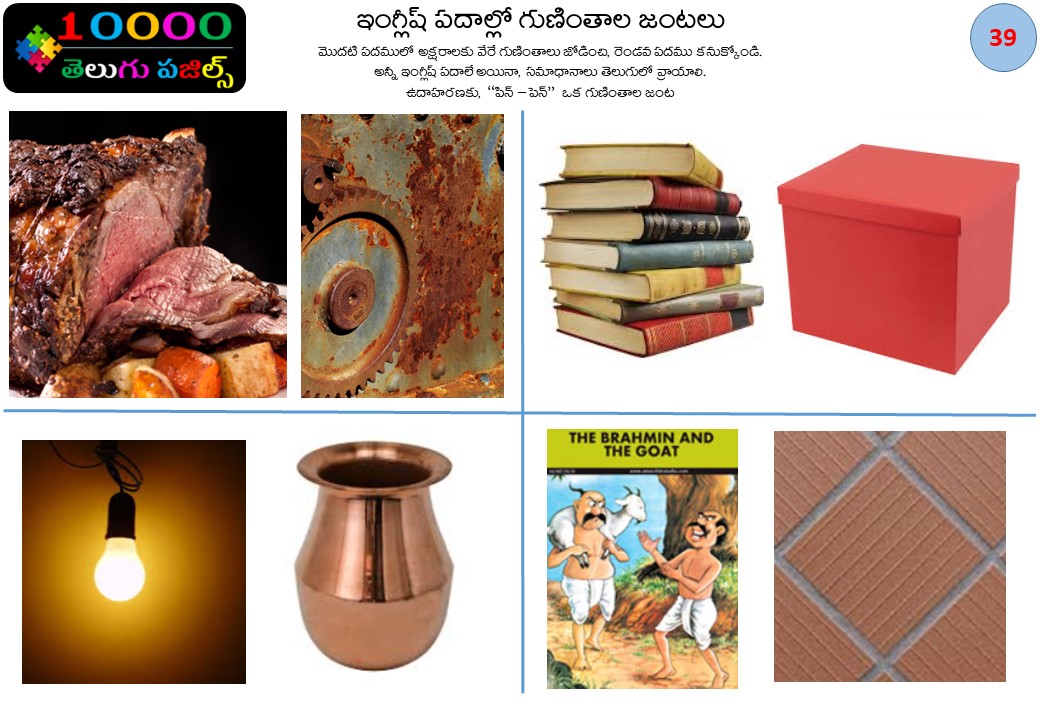 10000
తెలుగు పజిల్స్
ఇంగ్లీష్ పదాల్లో గుణింతాల జంటలు
మొదటి పదములో అక్షరాలకు వేరే గుణింతాలు జోడించి, రెండవ పదము కనుక్కోండి.
అన్నీ ఇంగ్లీష్ పదాలే అయినా, సమాధానాలు తెలుగులో వ్రాయాలి.
ఉదాహరణకు, “పిన్ – పెన్” ఒక గుణింతాల జంట
39
THE BRAHMIN AND
THE GOAT